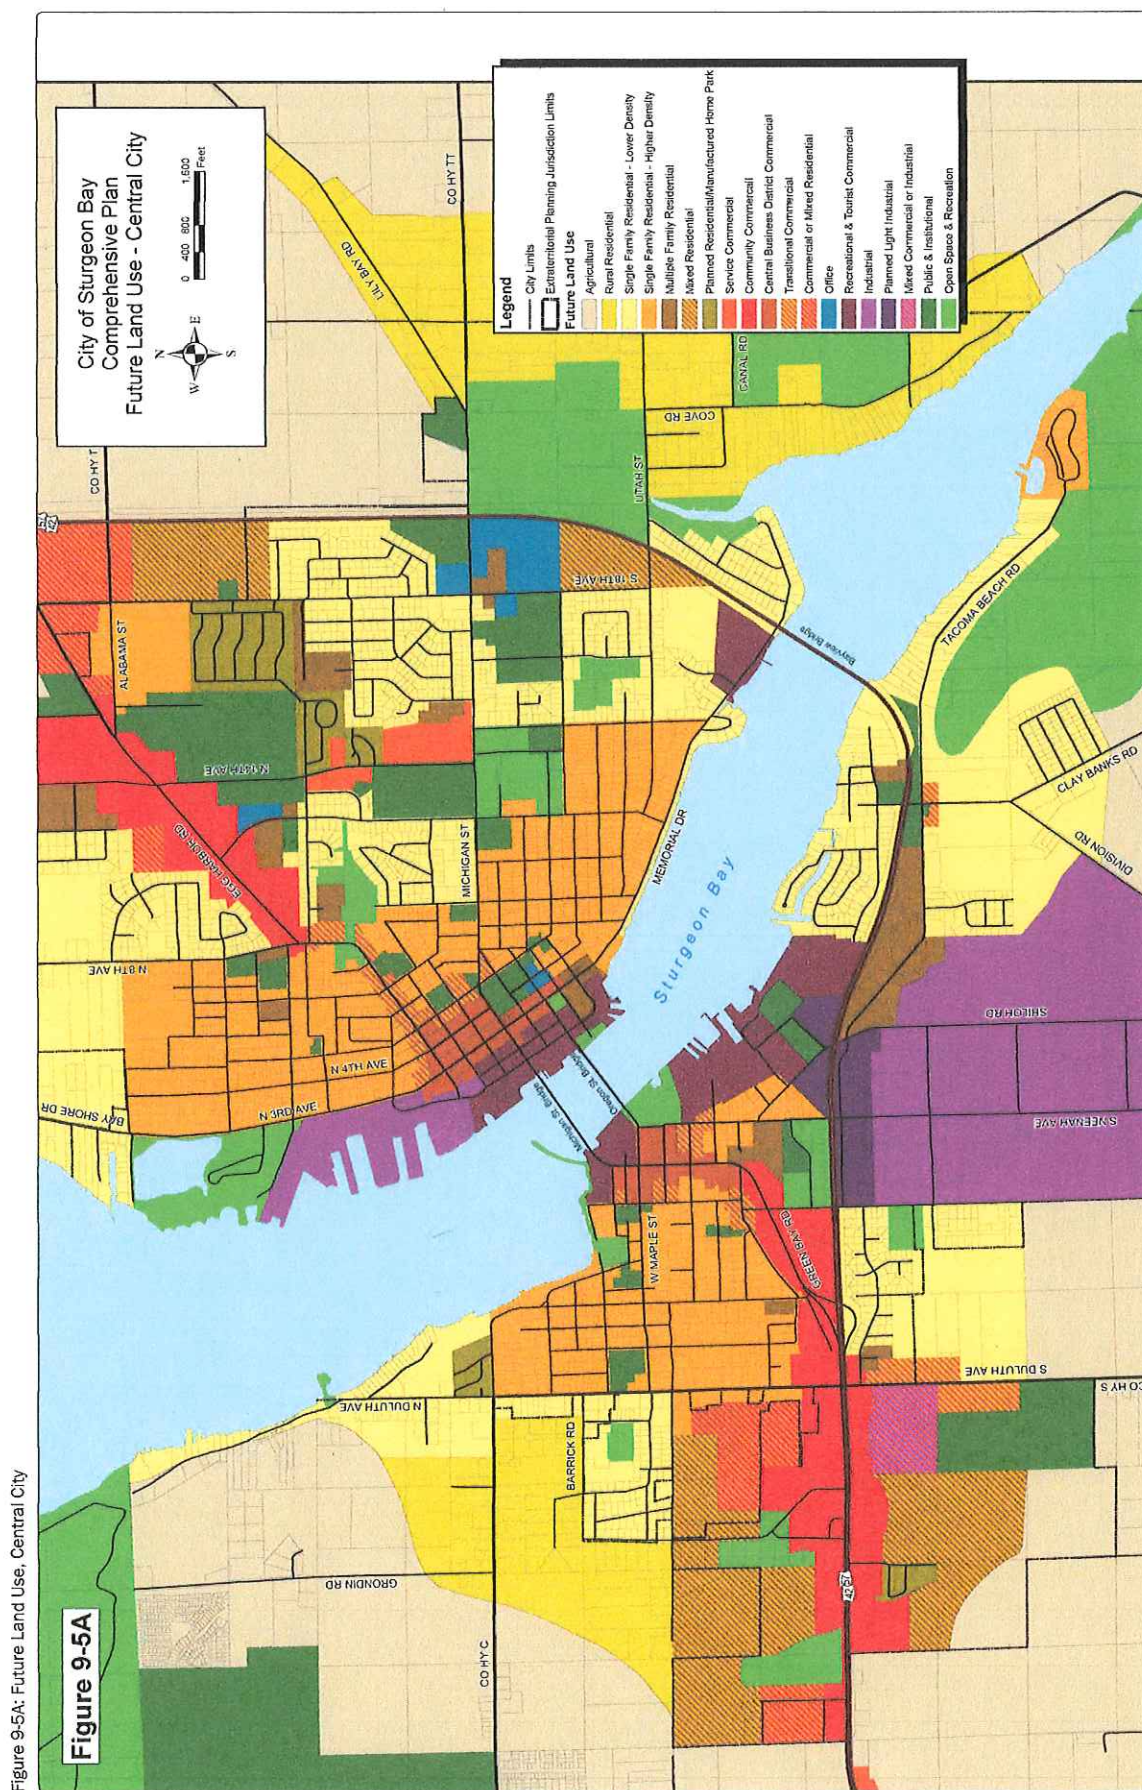 Figure 9-5A: Future Land Use, Central City
Figure 9-5A
City of Sturgeon Bay
Comprehensive Plan
Future Land Use - Central City
N
W
E
S
0
800
1,600
Feet
Legend
City Limits
Extraterritorial Planning Jurisdiction Limits
Future Land Use
Agricultural
Rural Residential
Single Family Residential - Lower Density
Single Family Residential - Higher Density
Multiple Family Residential
Mixed Residential
Planned Residential/Manufactured Home Park
Service Commercial
Community Commercail
Central Business District Commercial
Transitional Commercial
Commercial or Mixed Residential
Office
Recreational & Tourist Commercial
Industrial
Planned Light Industrial
Mixed Commercial or Industrial
Public & Institutional
Open Space & Recreation
CO HY T
CO HY TT
LILY BAY RD
57
42
ALABAMA ST
N 14TH AVE
EGG HARBOR RD
N 8TH AVE
MICHIGAN ST
BAY SHORE DR
N 3RD AVE
N 4TH AVE
S 18TH AVE
UTAH ST
COVE RD
CANAL RD
MEMORIAL DR
Bayview Bridge
Sturgeon Bay
Michigan St. Bridge
Oregon St. Bridge
TACOMA BEACH RD
CLAY BANKS RD
DIVISION RD
SHILOH RD
S NEENAH AVE
GREEN BAY RD
W MAPLE ST
S DULUTH AVE
CO HY S
N DULUTH AVE
BARRICK RD
GRONDIN RD
CO HY C
42
57